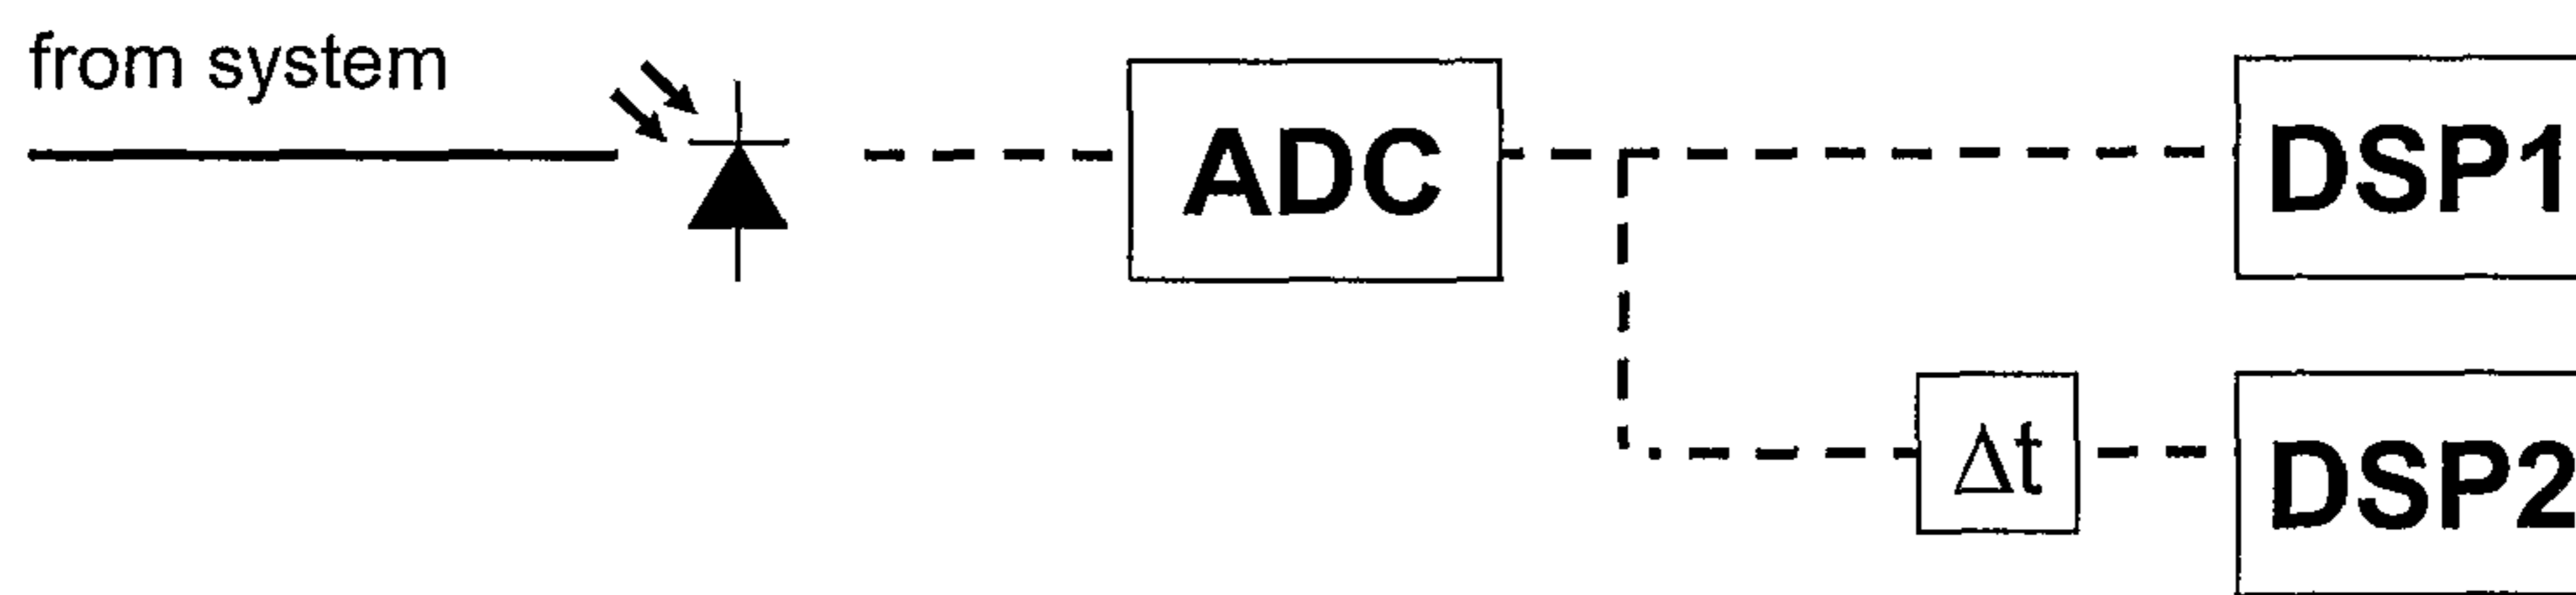 from system
ADC
DSP1
Δt
DSP2